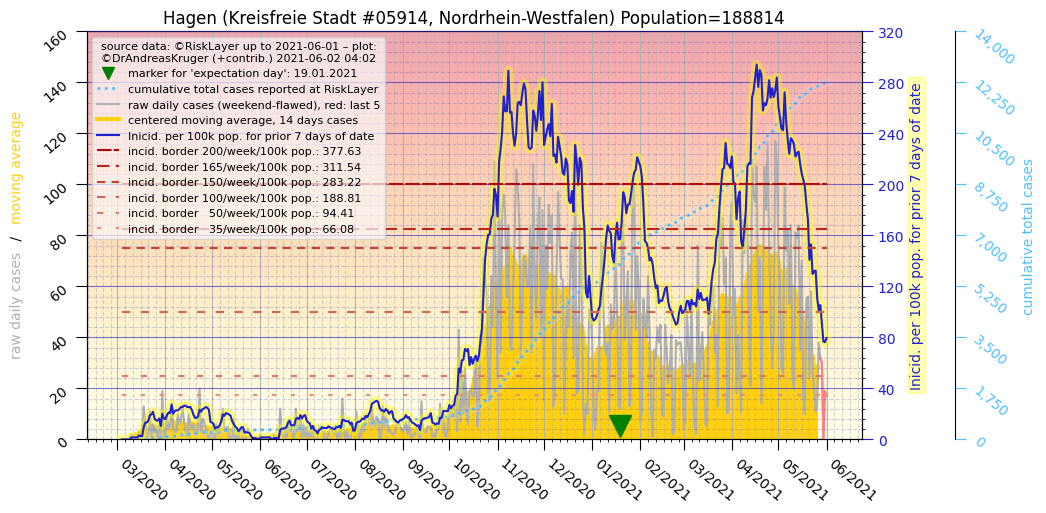 Hagen (Kreisfreie Stadt #05914, Nordrhein-Westfalen) Population=188814
source data: ©RiskLayer up to 2021-06-01 – plot:
©DrAndreasKruger (+contrib.) 2021-06-02 04:02
marker for 'expectation day': 19.01.2021
cumulative total cases reported at RiskLayer
raw daily cases (weekend-flawed), red: last 5
centered moving average, 14 days cases
Inicid. per 100k pop. for prior 7 days of date
incid. border 200/week/100k pop.: 377.63
incid. border 165/week/100k pop.: 311.54
incid. border 150/week/100k pop.: 283.22
incid. border 100/week/100k pop.: 188.81
incid. border 50/week/100k pop.: 94.41
incid. border 35/week/100k pop.: 66.08
raw daily cases / moving average
160
140
120
100
80
60
40
20
0
320
280
240
200
160
120
80
40
0
Inicid. per 100k pop. for prior 7 days of date
14,000
12,250
10,500
8,750
7,000
5,250
3,500
1,750
0
cumulative total cases
03/2020
04/2020
05/2020
06/2020
07/2020
08/2020
09/2020
10/2020
11/2020
12/2020
01/2021
02/2021
03/2021
04/2021
05/2021
06/2021